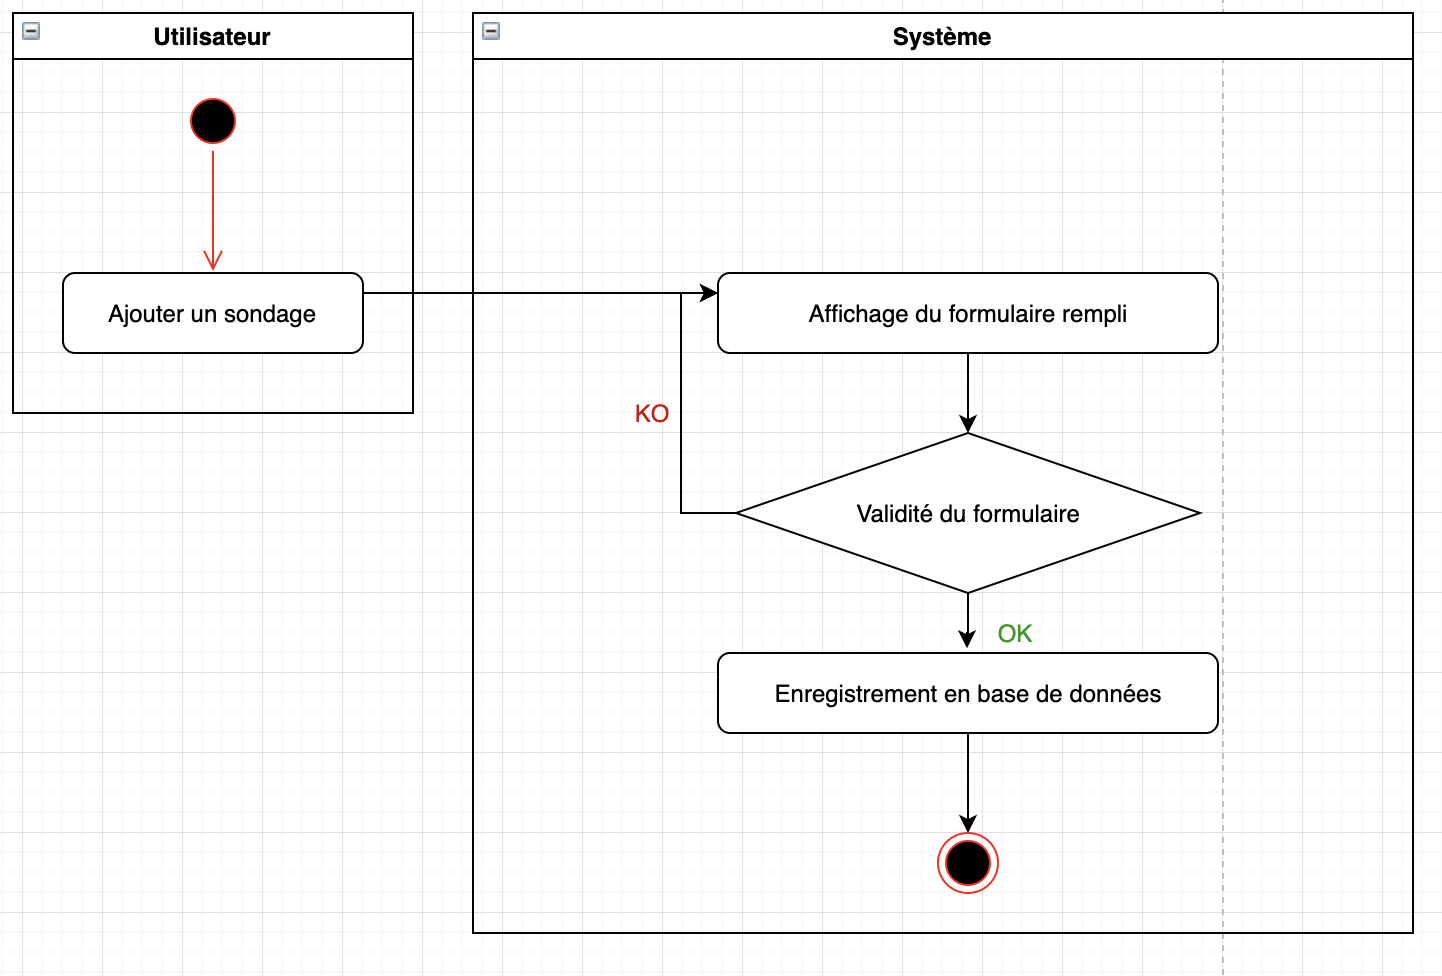 Utilisateur
Système
Ajouter un sondage
Affichage du formulaire rempli
KO
Validité du formulaire
OK
Enregistrement en base de données